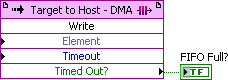 Target to Host - DMA
Write
Element
Timeout
Timed Out?
FIFO Full?
TF